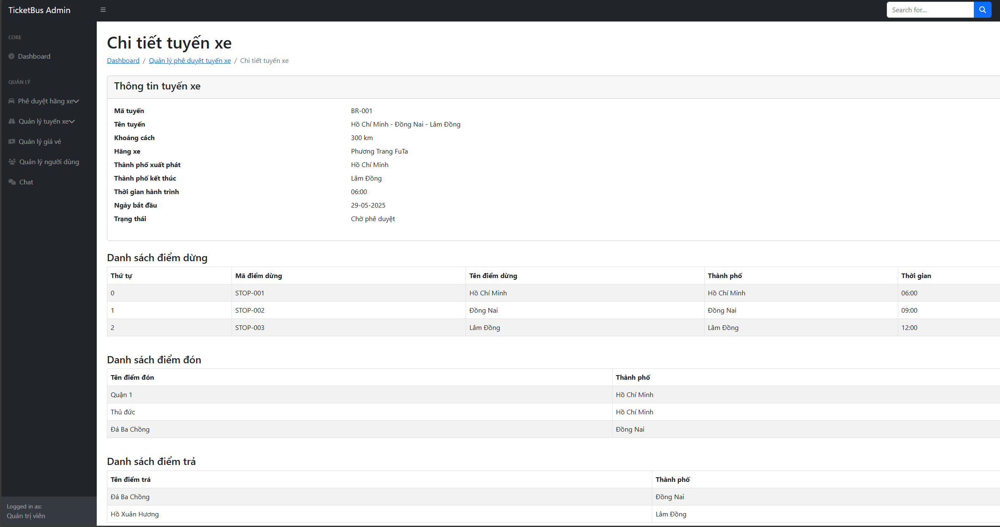 TicketBus Admin
Search for...
CORE
Dashboard
QUẢN LÝ
Phê duyệt hãng xe
Quản lý tuyến xe
Quản lý giá vé
Quản lý người dùng
Chat
Logged in as:
Quản trị viên
Chi tiết tuyến xe
Dashboard / Quản lý phê duyệt tuyến xe / Chi tiết tuyến xe
Thông tin tuyến xe
Mã tuyến BR-001
Tên tuyến Hồ Chí Minh - Đồng Nai - Lâm Đồng
Khoảng cách 300 km
Hãng xe Phương Trang FuTa
Thành phố xuất phát Hồ Chí Minh
Thành phố kết thúc Lâm Đồng
Thời gian hành trình 06:00
Ngày bắt đầu 29-05-2025
Trạng thái Chờ phê duyệt
Danh sách điểm dừng
Thứ tự Mã điểm dừng Tên điểm dừng Thành phố Thời gian
0 STOP-001 Hồ Chí Minh Hồ Chí Minh 06:00
1 STOP-002 Đồng Nai Đồng Nai 09:00
2 STOP-003 Lâm Đồng Lâm Đồng 12:00
Danh sách điểm đón
Tên điểm đón Thành phố
Quận 1 Hồ Chí Minh
Thủ đức Hồ Chí Minh
Đá Ba Chồng Đồng Nai
Danh sách điểm trả
Tên điểm trả Thành phố
Đá Ba Chồng Đồng Nai
Hồ Xuân Hương Lâm Đồng